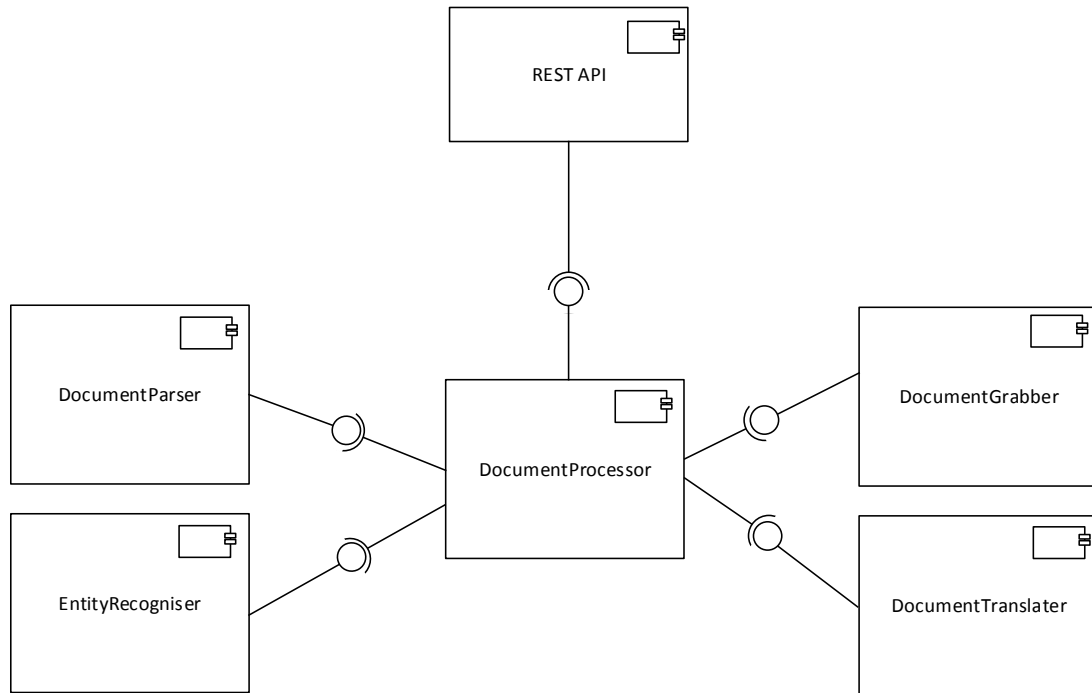 REST API
DocumentParser
DocumentGrabber
DocumentProcessor
EntityRecogniser
DocumentTranslater